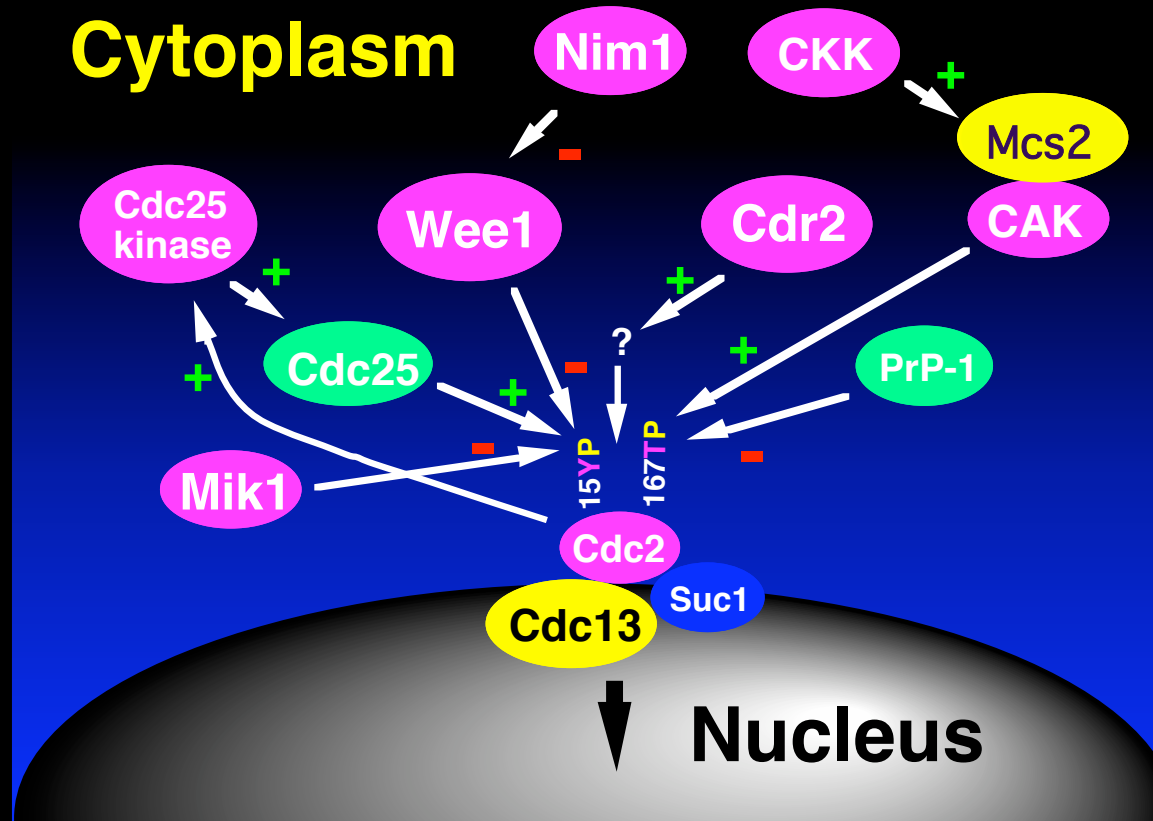 Cytoplasm
Nim1
CKK
+
Mcs2
-
Cdc25
kinase
Wee1
Cdr2
CAK
+
+
?
Cdc25
+
PrP-1
+
-
+
-
-
15YP
167TP
Mik1
Cdc2
Suc1
Cdc13
Nucleus